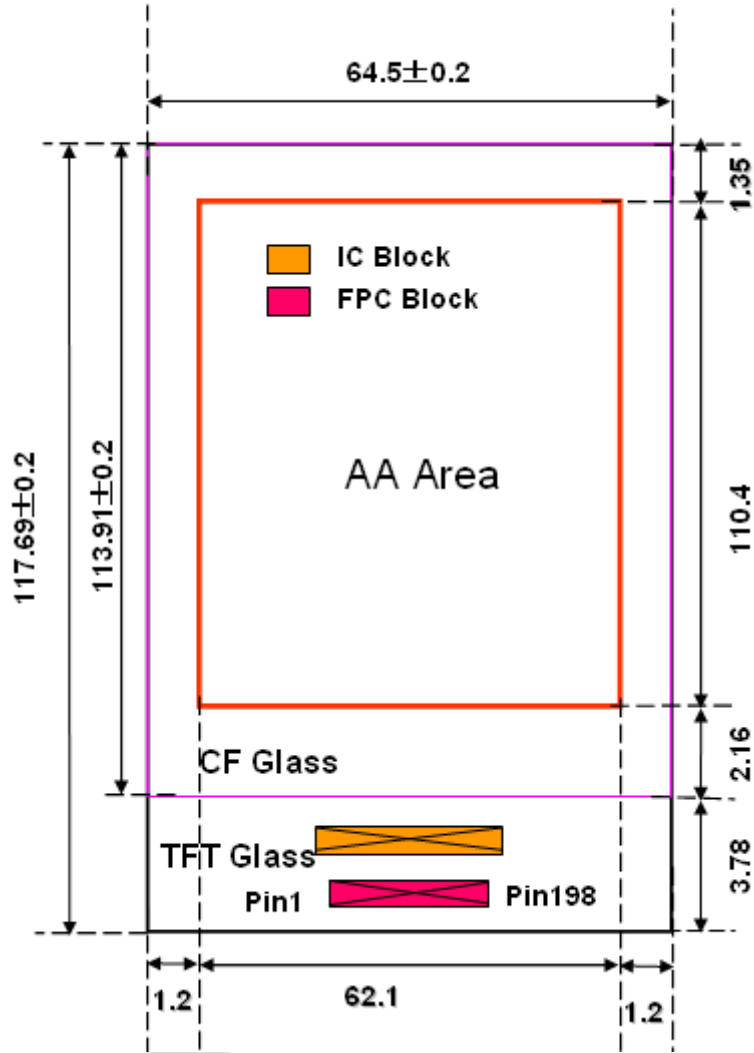 64.5±0.2
1.35
IC Block
FPC Block
AA Area
117.69±0.2
113.91±0.2
110.4
CF Glass
2.16
TFT Glass
3.78
Pin1
Pin198
1.2
62.1
1.2